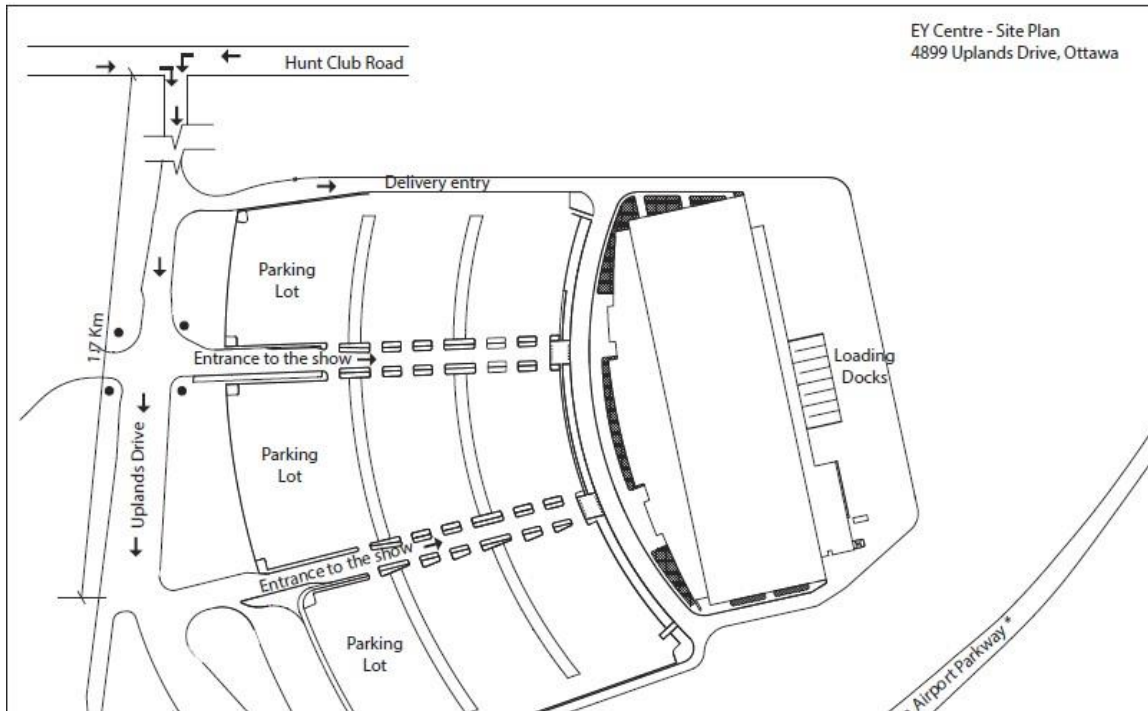 EY Centre - Site Plan
4899 Uplands Drive, Ottawa
Hunt Club Road
Delivery entry
Parking
Lot
1.7 Km
Entrance to the show
Loading
Docks
Parking
Lot
Uplands Drive
Entrance to the show
Parking
Lot
Airport Parkway *